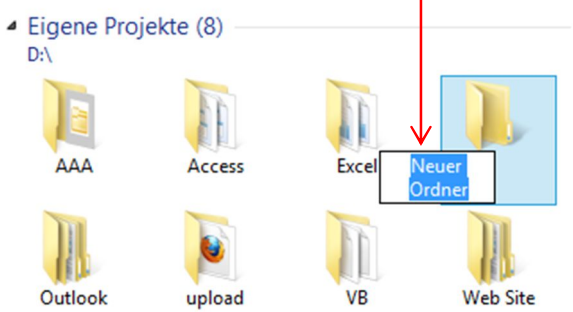 Eigene Projekte (8)
D:\
AAA
Access
Excel
Neuer
Ordner
Outlook
upload
VB
Web Site